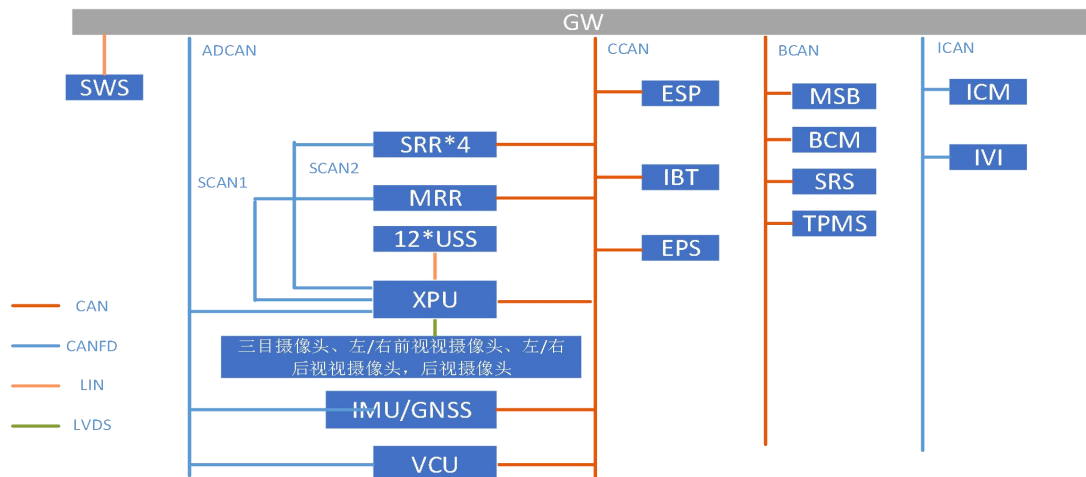 GW
ADCAN
CCAN
BCAN
ICAN
SWS
ESP
MSB
ICM
SRR*4
BCM
SCAN2
IVI
SCAN1
IBT
SRS
MRR
TPMS
12*USS
EPS
XPU
CAN
三目摄像头、左/右前视视摄像头、左/右
后视视摄像头，后视摄像头
CANFD
LIN
IMU/GNSS
LVDS
VCU